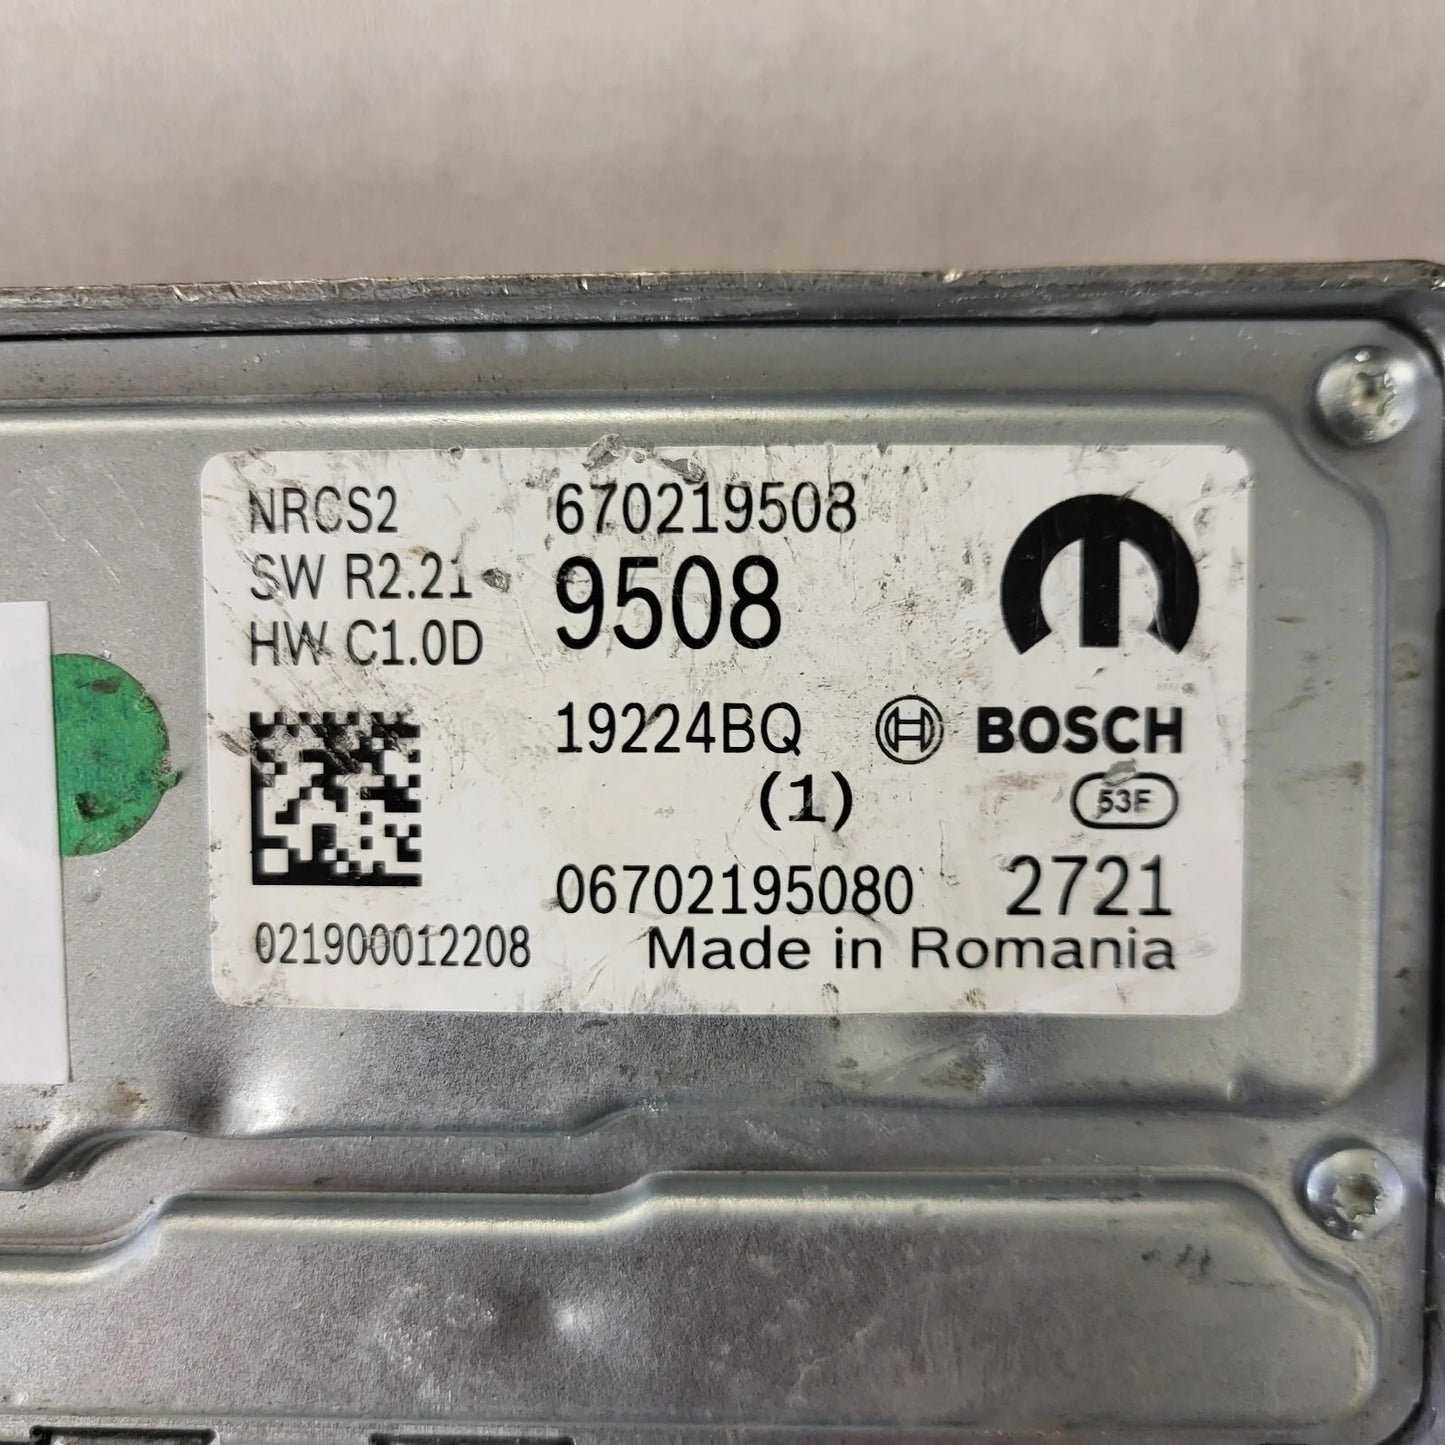 NRCS2 670219508
SW R2.21
HW C1.0D 9508
19224BQ BOSCH
(1) 53F
06702195080 2721
021900012208 Made in Romania